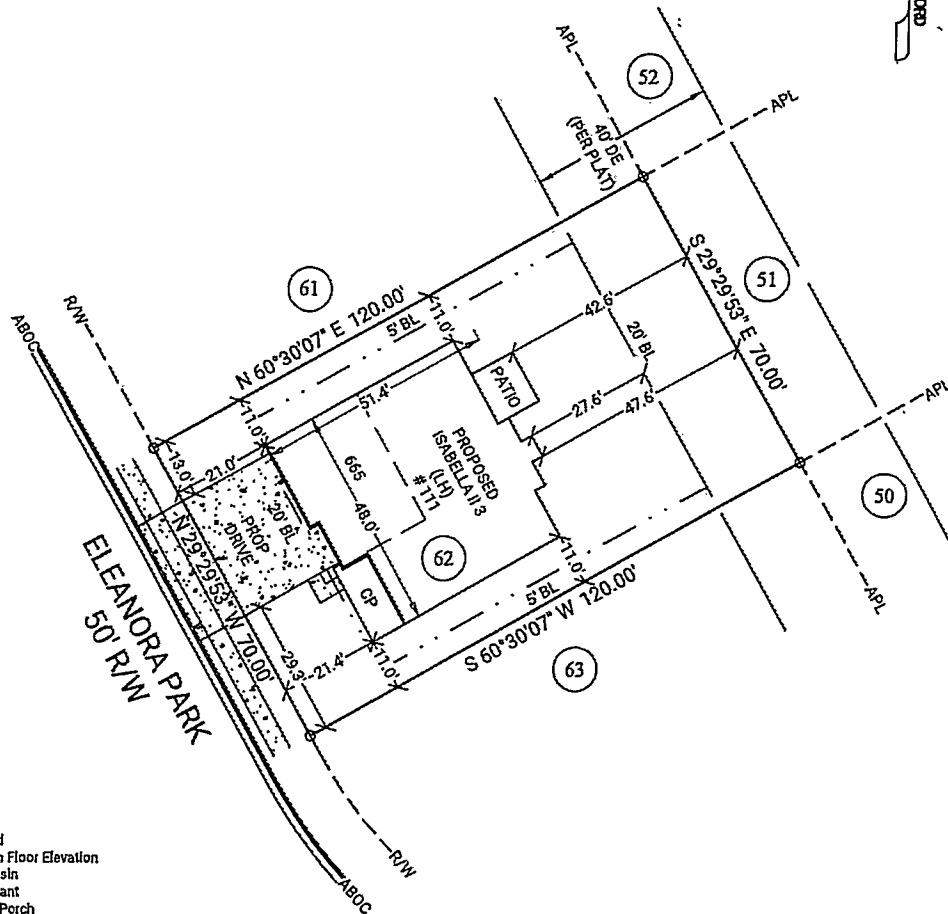 ORD
APL
52
APL
40' DE
(PER PLAT)
61
R/W
ABOC
N 60°30'07" E 120.00'
5' BL
11.0'
42.6'
S 29°29'53" E 70.00'
51
20' BL
11.0'
51.4'
PATIO
27.6'
47.6'
APL
13.0'
21.0'
665
48.0'
PROPOSED
ISABELLA II 3
(LH)
# 171
50
PROP
DRIVE
20' BL
N 29°29'53" W 70.00'
62
CP
11.0'
5' BL
S 60°30'07" W 120.00'
APL
ELEANORA PARK
50' R/W
29.3'
21.4'
11.0'
63
R/W
ABOC
n Floor Elevation
Porch